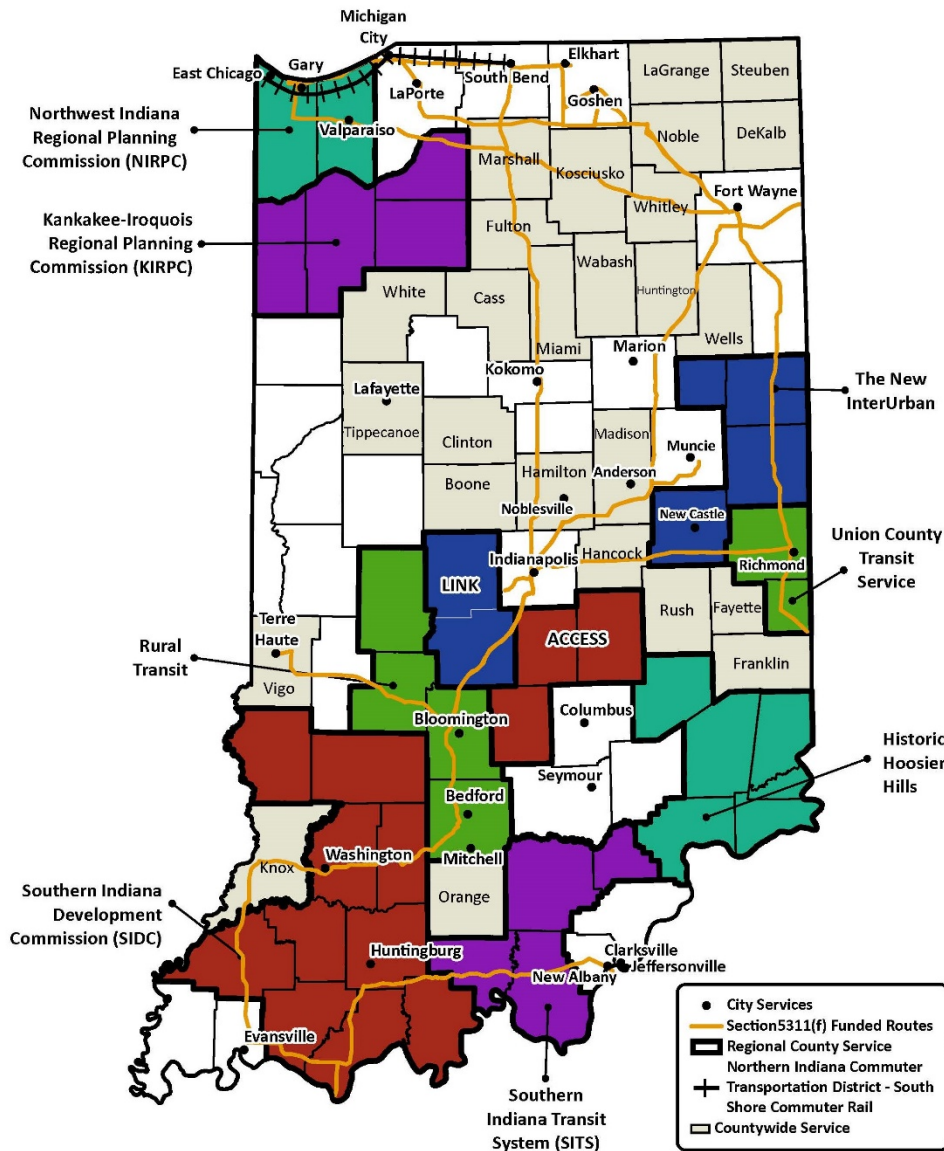 Michigan
City
Gary
East Chicago
Elkhart
South Bend
LaGrange
Steuben
LaPorte
Goshen
Northwest Indiana
Regional Planning
Commission (NIRPC)
Valparaiso
Noble
DeKalb
Marshall
Kosciusko
Fort Wayne
Whitley
Kankakee-Iroquois
Regional Planning
Commission (KIRPC)
Fulton
Wabash
White
Cass
Huntington
Miami
Wells
Marion
Kokomo
The New
InterUrban
Lafayette
Tippecanoe
Clinton
Madison
Muncie
Boone
Hamilton
Anderson
Noblesville
New Castle
Union County
Transit
Service
Indianapolis
Hancock
Richmond
LINK
Rush
Fayette
Terre
Haute
ACCESS
Rural
Transit
Franklin
Vigo
Bloomington
Columbus
Historic
Hoosier
Hills
Seymour
Bedford
Mitchell
Washington
Knox
Orange
Southern Indiana
Development
Commission (SIDC)
Huntingburg
Clarksville
Jeffersonville
New Albany
Evansville
Southern
Indiana Transit
System (SITS)
City Services
Section5311(f) Funded Routes
Regional County Service
Northern Indiana Commuter
Transportation District - South
Shore Commuter Rail
Countywide Service